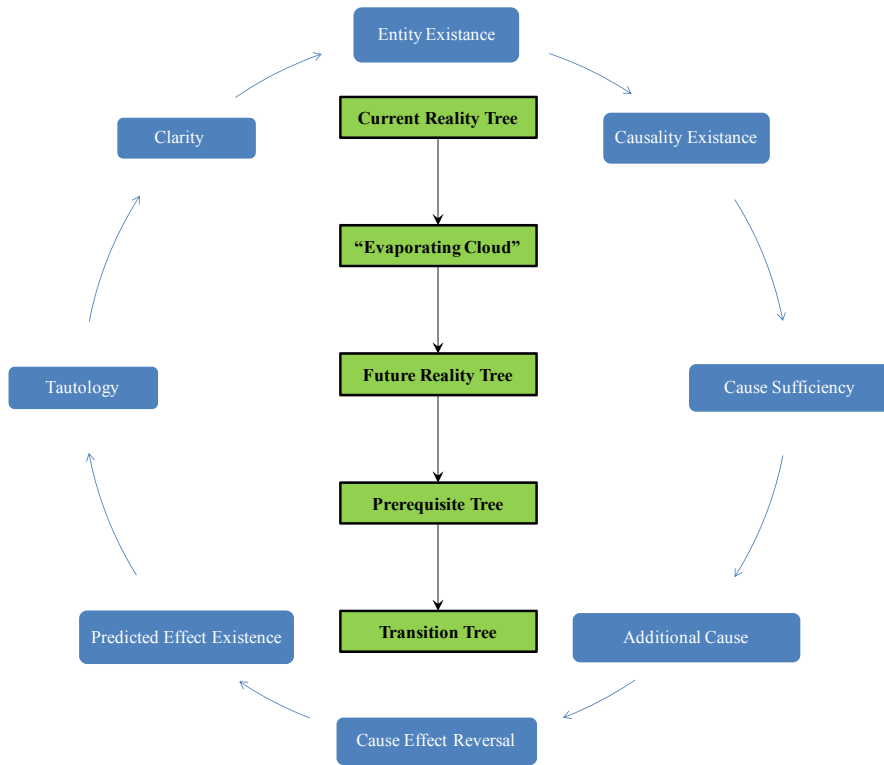 Entity Existance
Current Reality Tree
Clarity
Causality Existance
“Evaporating Cloud”
Future Reality Tree
Tautology
Cause Sufficiency
Prerequisite Tree
Predicted Effect Existence
Transition Tree
Additional Cause
Cause Effect Reversal